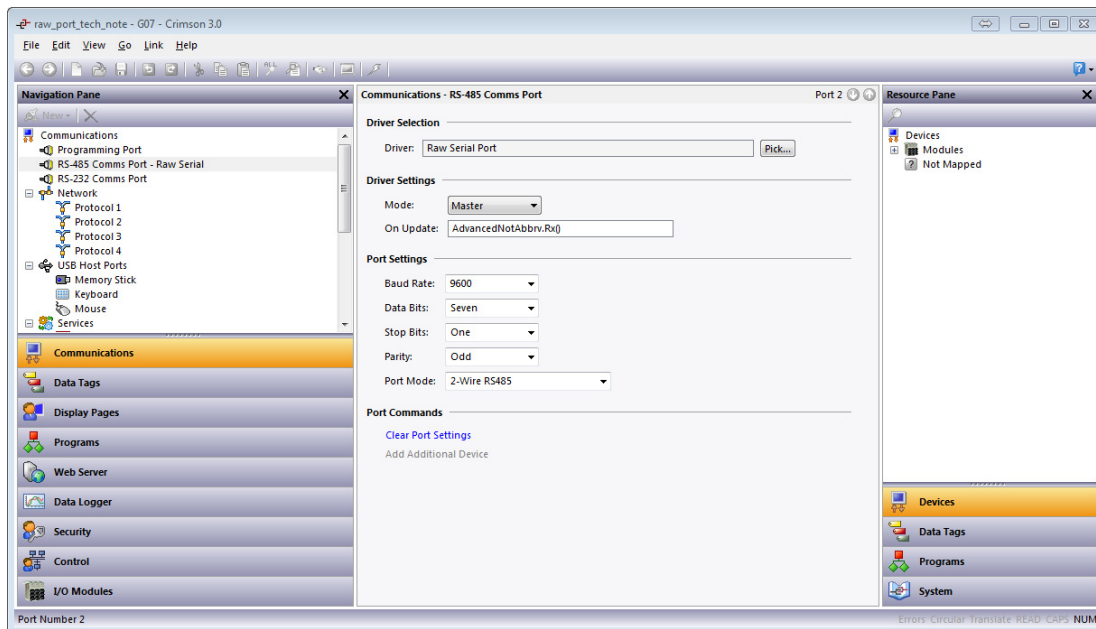 raw_port_tech_note - G07 - Crimson 3.0
File Edit View Go Link Help
Navigation Pane
New
Communications
Programming Port
RS-485 Comms Port - Raw Serial
RS-232 Comms Port
Network
Protocol 1
Protocol 2
Protocol 3
Protocol 4
USB Host Ports
Memory Stick
Keyboard
Mouse
Services
Communications
Data Tags
Display Pages
Programs
Web Server
Data Logger
Security
Control
I/O Modules
Communications - RS-485 Comms Port
Port 2
Driver Selection
Driver: Raw Serial Port Pick...
Driver Settings
Mode: Master
On Update: AdvancedNotAbbrv.Rx()
Port Settings
Baud Rate: 9600
Data Bits: Seven
Stop Bits: One
Parity: Odd
Port Mode: 2-Wire RS485
Port Commands
Clear Port Settings
Add Additional Device
Resource Pane
Devices
Modules
Not Mapped
Devices
Data Tags
Programs
System
Port Number 2
Errors Circular Translate READ CAPS NUM